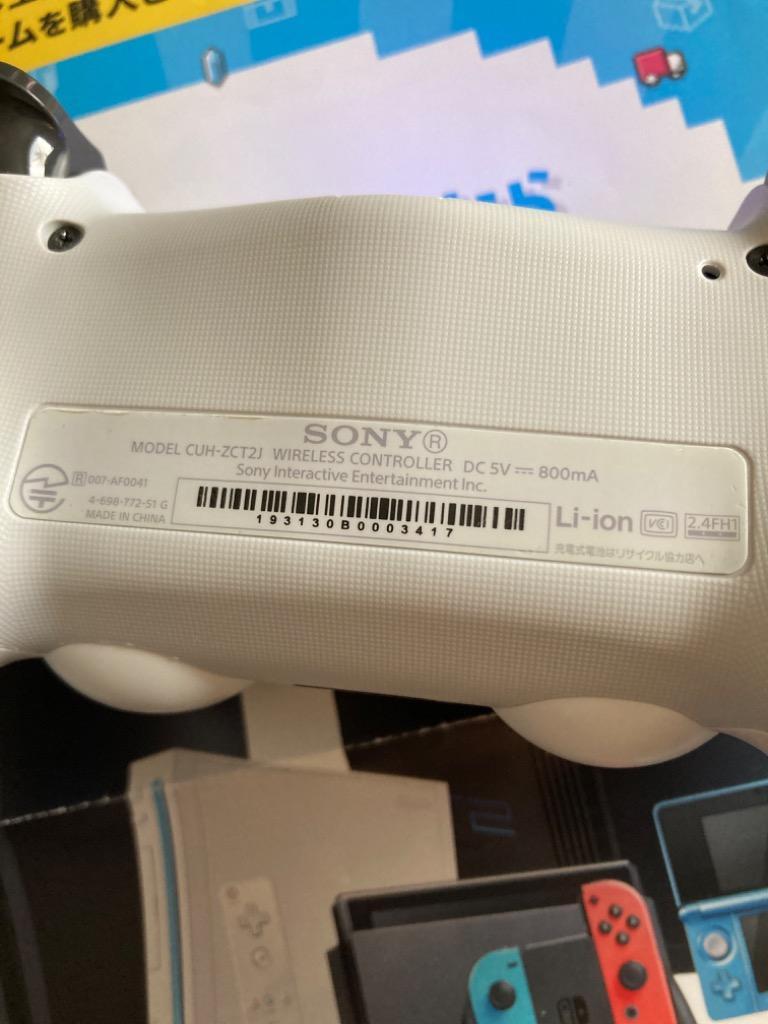 ームを購入
SONY®
MODEL CUH-ZCT2J WIRELESS CONTROLLER DC 5V ⎓ 800mA
Sony Interactive Entertainment Inc.
R 007-AF0041
4-698-772-51 G
MADE IN CHINA
193130B0003417
Li-ion VCI 2.4FH1
充電式電池はリサイクル協力店へ